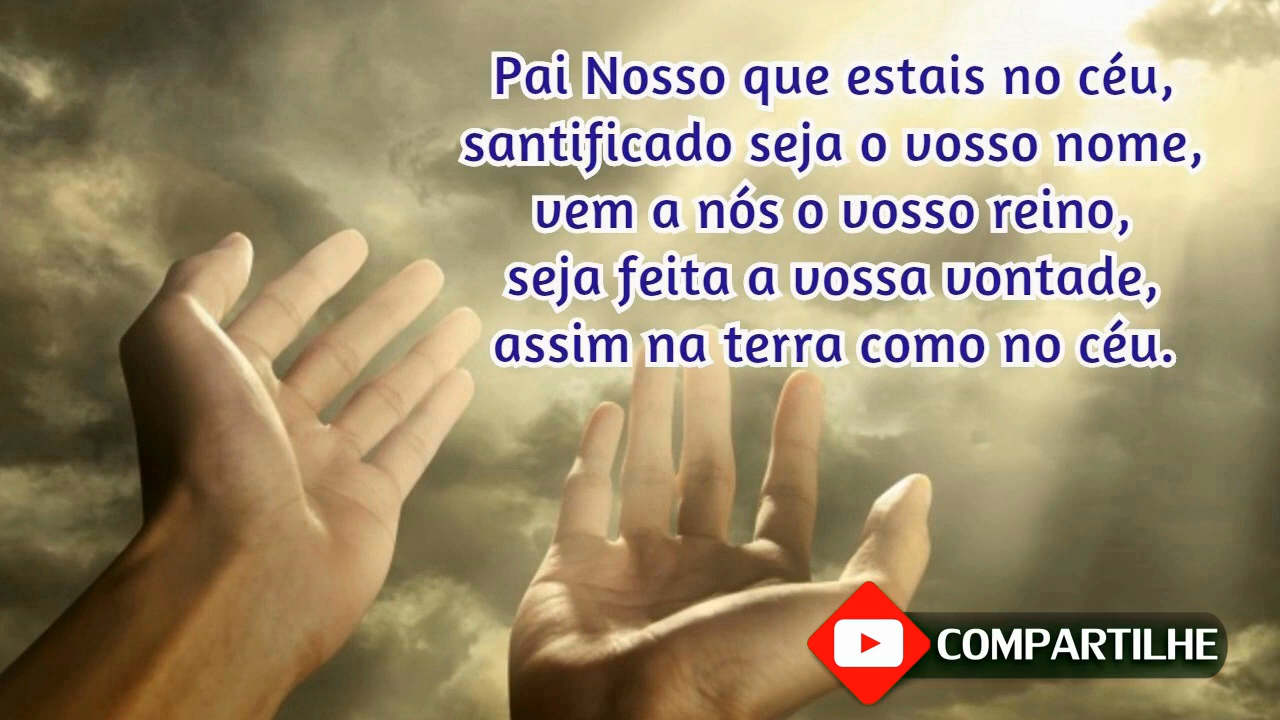 Pai Nosso que estais no céu,
santificado seja o vosso nome,
vem a nós o vosso reino,
seja feita a vossa vontade,
assim na terra como no céu.
COMPARTILHE